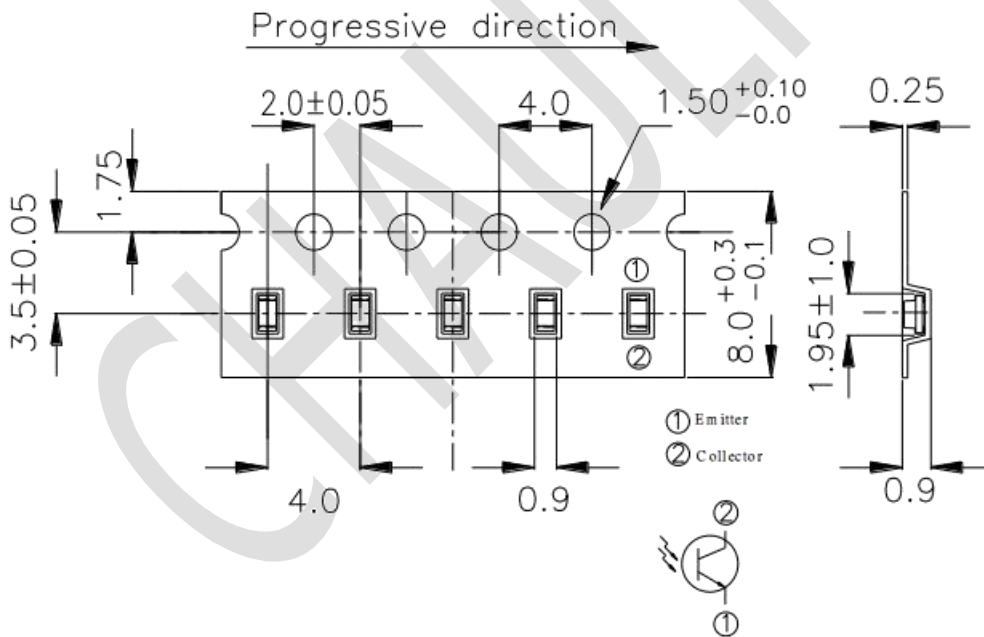 Progressive direction
2.0±0.05
4.0
1.50 +0.10 -0.0
0.25
1.75
3.5±0.05
①
②
8.0 +0.3 -0.1
1.95±1.0
① Emitter
② Collector
4.0
0.9
0.9
②
①